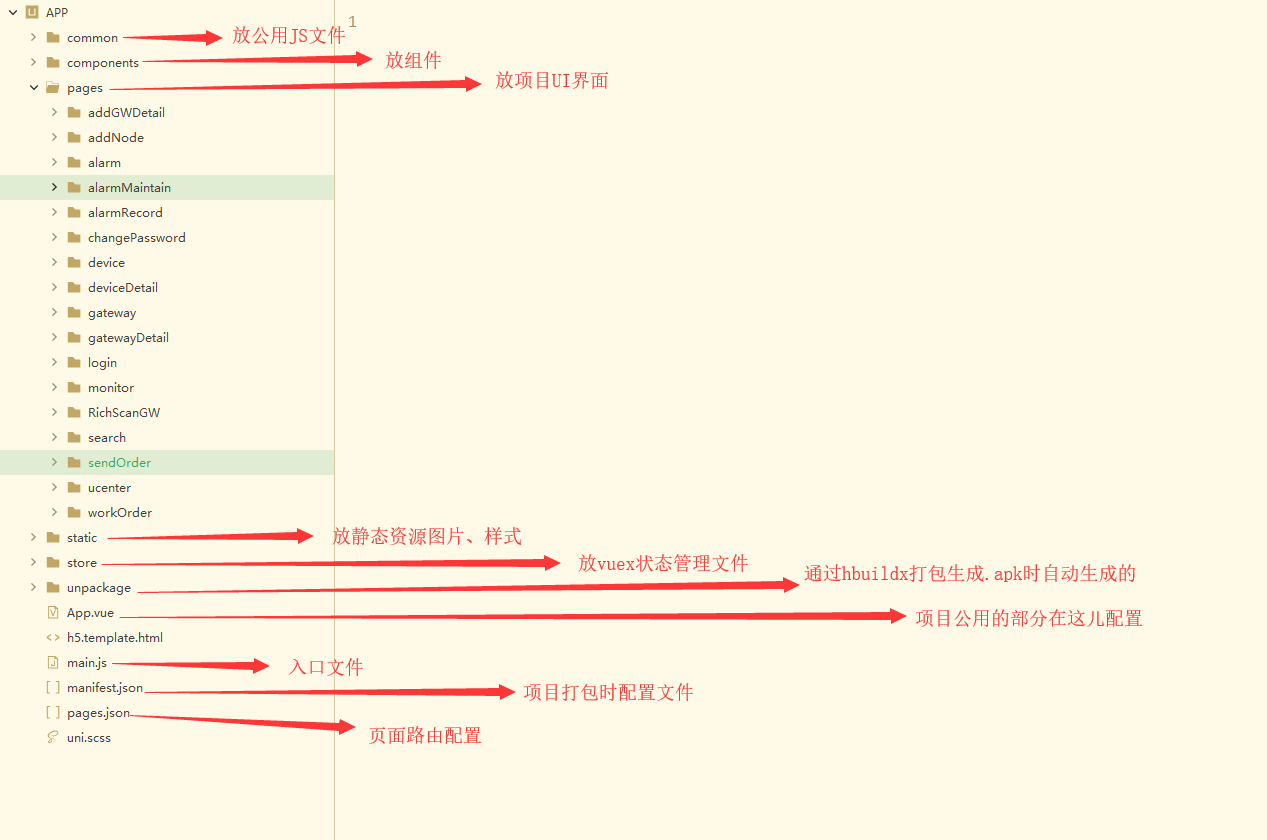 APP
1
common 放公用JS文件
components 放组件
pages 放项目UI界面
addGWDetail
addNode
alarm
alarmMaintain
alarmRecord
changePassword
device
deviceDetail
gateway
gatewayDetail
login
monitor
RichScanGW
search
sendOrder
ucenter
workOrder
static 放静态资源图片、样式
store 放vuex状态管理文件
unpackage 通过hbuildx打包生成.apk时自动生成的
App.vue 项目公用的部分在这儿配置
h5.template.html
main.js 入口文件
manifest.json 项目打包时配置文件
pages.json 页面路由配置
uni.scss